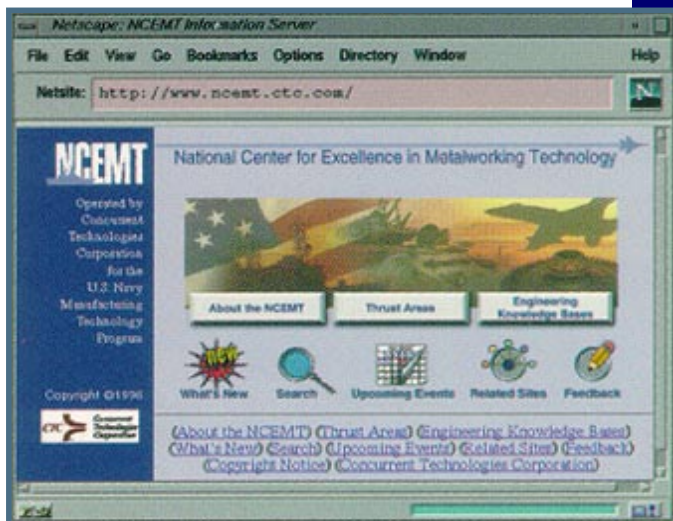 Netscape: NCEMT Information Server
File Edit View Go Bookmarks Options Directory Window Help
Netsite: http://www.ncemt.ctc.com/
N
NCEMT
Operated by
Concurrent
Technologies
Corporation
for the
U.S. Navy
Manufacturing
Technology
Program
Copyright ©1996
CTC Concurrent
Technologies
Corporation
National Center for Excellence in Metalworking Technology
About the NCEMT Thrust Areas Engineering
Knowledge Bases
NEW
What's New Search Upcoming Events Related Sites Feedback
(About the NCEMT) (Thrust Areas) (Engineering Knowledge Bases)
(What's New) (Search) (Upcoming Events) (Related Sites) (Feedback)
(Copyright Notice) (Concurrent Technologies Corporation)